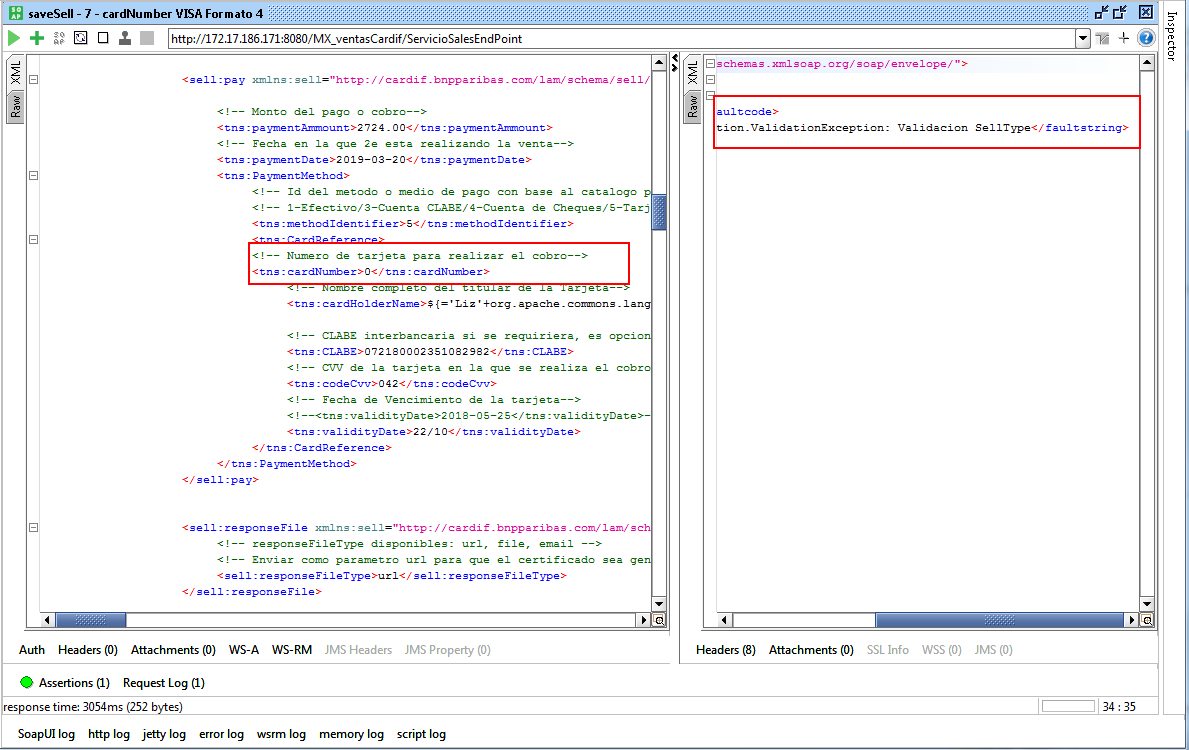 saveSell - 7 - cardNumber VISA Formato 4
http://172.17.186.171:8080/MX_ventasCardif/ServicioSalesEndPoint
Inspector
XML
Raw
<sell:pay xmlns:sell="http://cardif.bnpparibas.com/lam/schema/sell/
<!-- Monto del pago o cobro-->
<tns:paymentAmmount>2724.00</tns:paymentAmmount>
<!-- Fecha en la que 2e esta realizando la venta-->
<tns:paymentDate>2019-03-20</tns:paymentDate>
<tns:PaymentMethod>
<!-- Id del metodo o medio de pago con base al catalogo p
<!-- 1-Efectivo/3-Cuenta CLABE/4-Cuenta de Cheques/5-Tarj
<tns:methodIdentifier>5</tns:methodIdentifier>
<tns:CardReference>
<!-- Numero de tarjeta para realizar el cobro-->
<tns:cardNumber>0</tns:cardNumber>
<!-- Nombre completo del titular de la Tarjeta-->
<tns:cardHolderName>${='Liz'+org.apache.commons.lang
<!-- CLABE interbancaria si se requiriera, es opcion
<tns:CLABE>072180002351082982</tns:CLABE>
<!-- CVV de la tarjeta en la que se realiza el cobro
<tns:codeCvv>042</tns:codeCvv>
<!-- Fecha de Vencimiento de la tarjeta-->
<!--<tns:validityDate>2018-05-25</tns:validityDate>-
<tns:validityDate>22/10</tns:validityDate>
</tns:CardReference>
</tns:PaymentMethod>
</sell:pay>
<sell:responseFile xmlns:sell="http://cardif.bnpparibas.com/lam/sch
<!-- responseFileType disponibles: url, file, email -->
<!-- Enviar como parametro url para que el certificado sea gen
<sell:responseFileType>url</sell:responseFileType>
</sell:responseFile>
XML
Raw
schemas.xmlsoap.org/soap/envelope/">
aultcode>
tion.ValidationException: Validacion SellType</faultstring>
Auth Headers (0) Attachments (0) WS-A WS-RM JMS Headers JMS Property (0)
Headers (8) Attachments (0) SSL Info WSS (0) JMS (0)
Assertions (1) Request Log (1)
response time: 3054ms (252 bytes)
34 : 35
SoapUI log http log jetty log error log wsrm log memory log script log